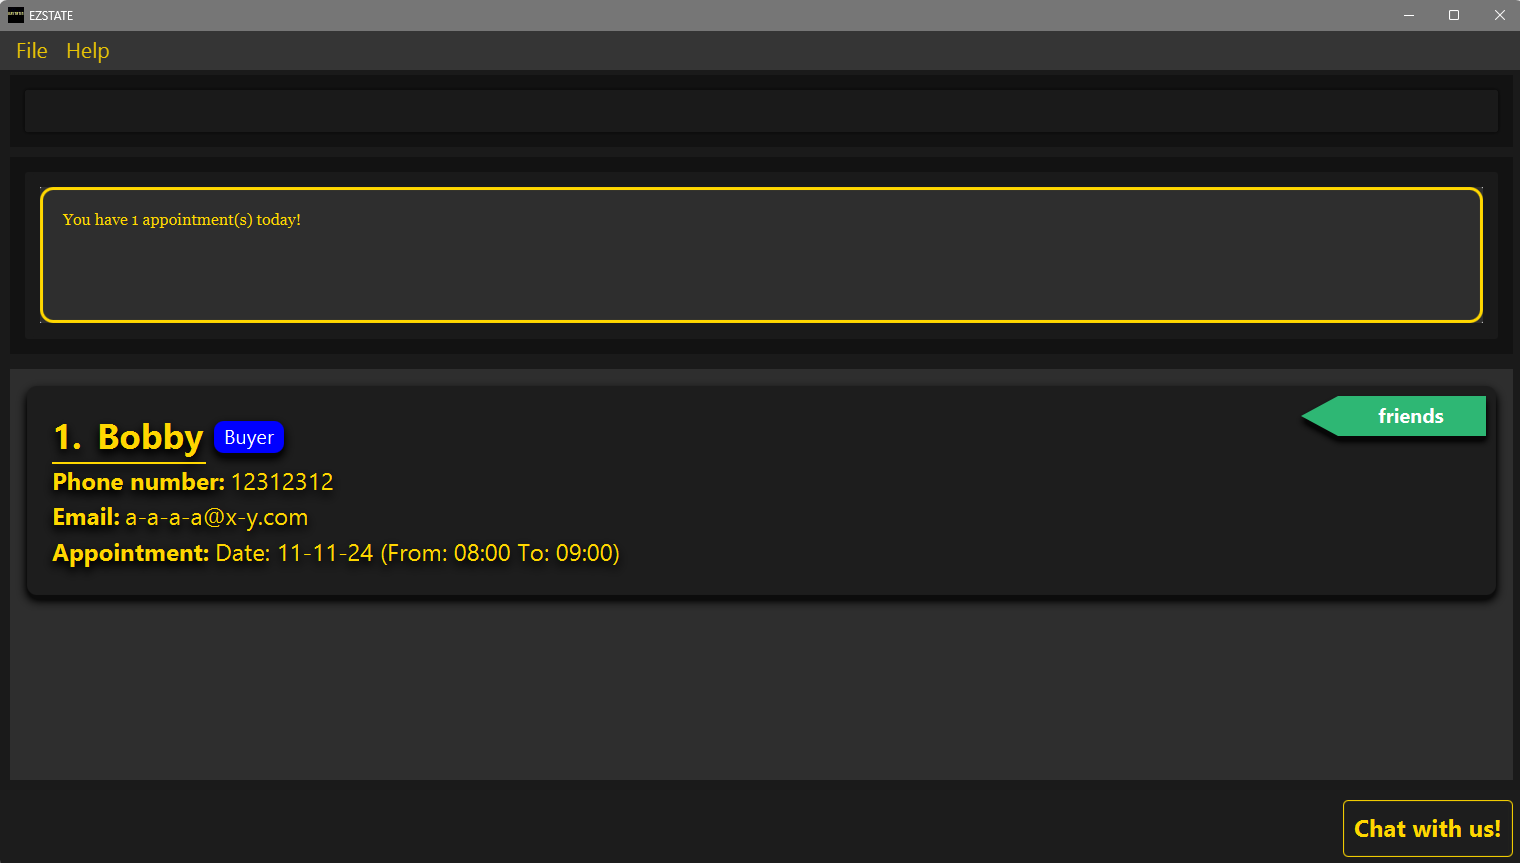 EZSTATE
File Help
You have 1 appointment(s) today!
friends
1. Bobby Buyer
Phone number: 12312312
Email: a-a-a-a@x-y.com
Appointment: Date: 11-11-24 (From: 08:00 To: 09:00)
Chat with us!